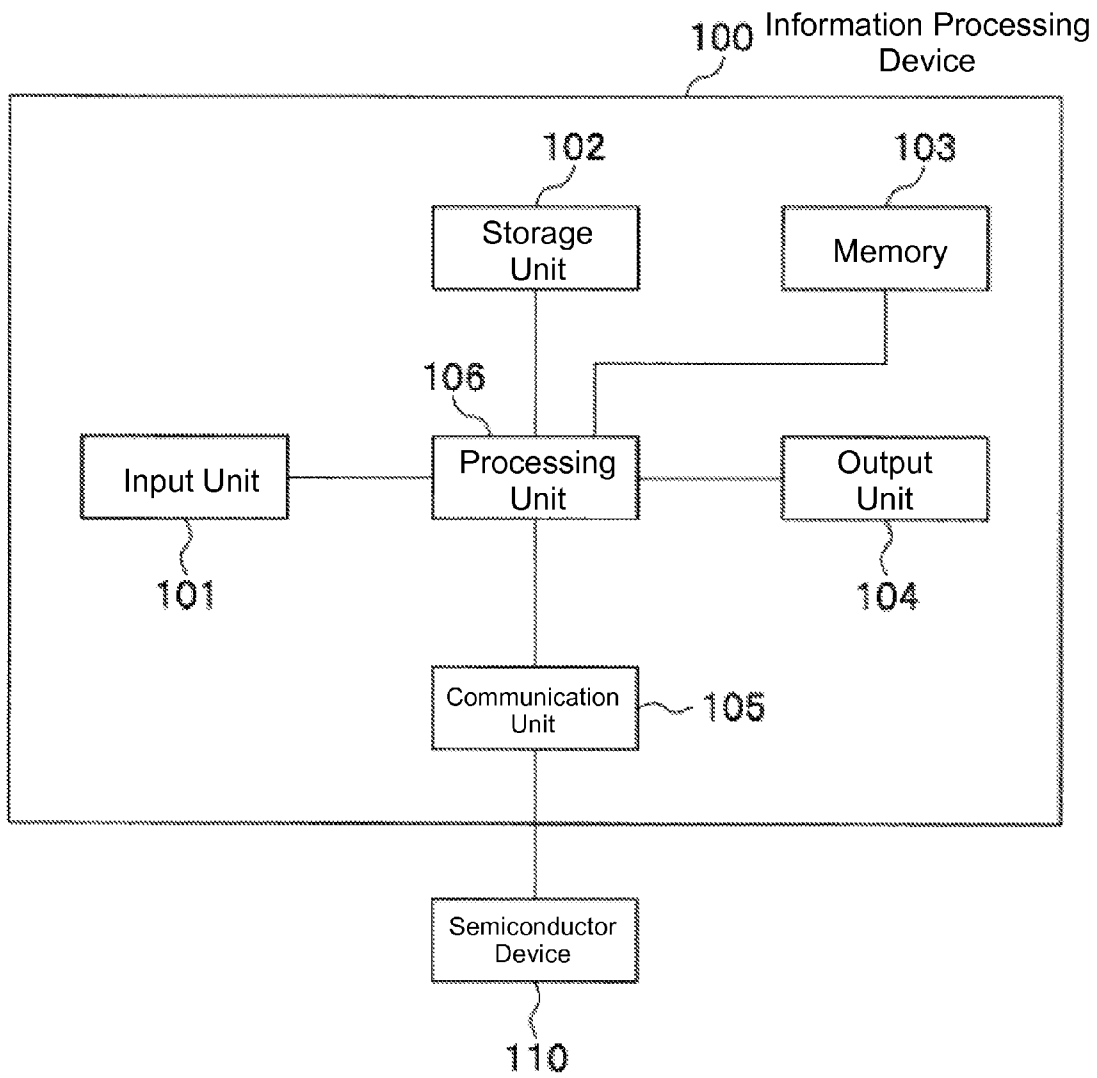 100
Information Processing
Device
102
103
Storage
Unit
Memory
106
Input Unit
Processing
Unit
Output
Unit
101
104
Communication
Unit
105
Semiconductor
Device
110